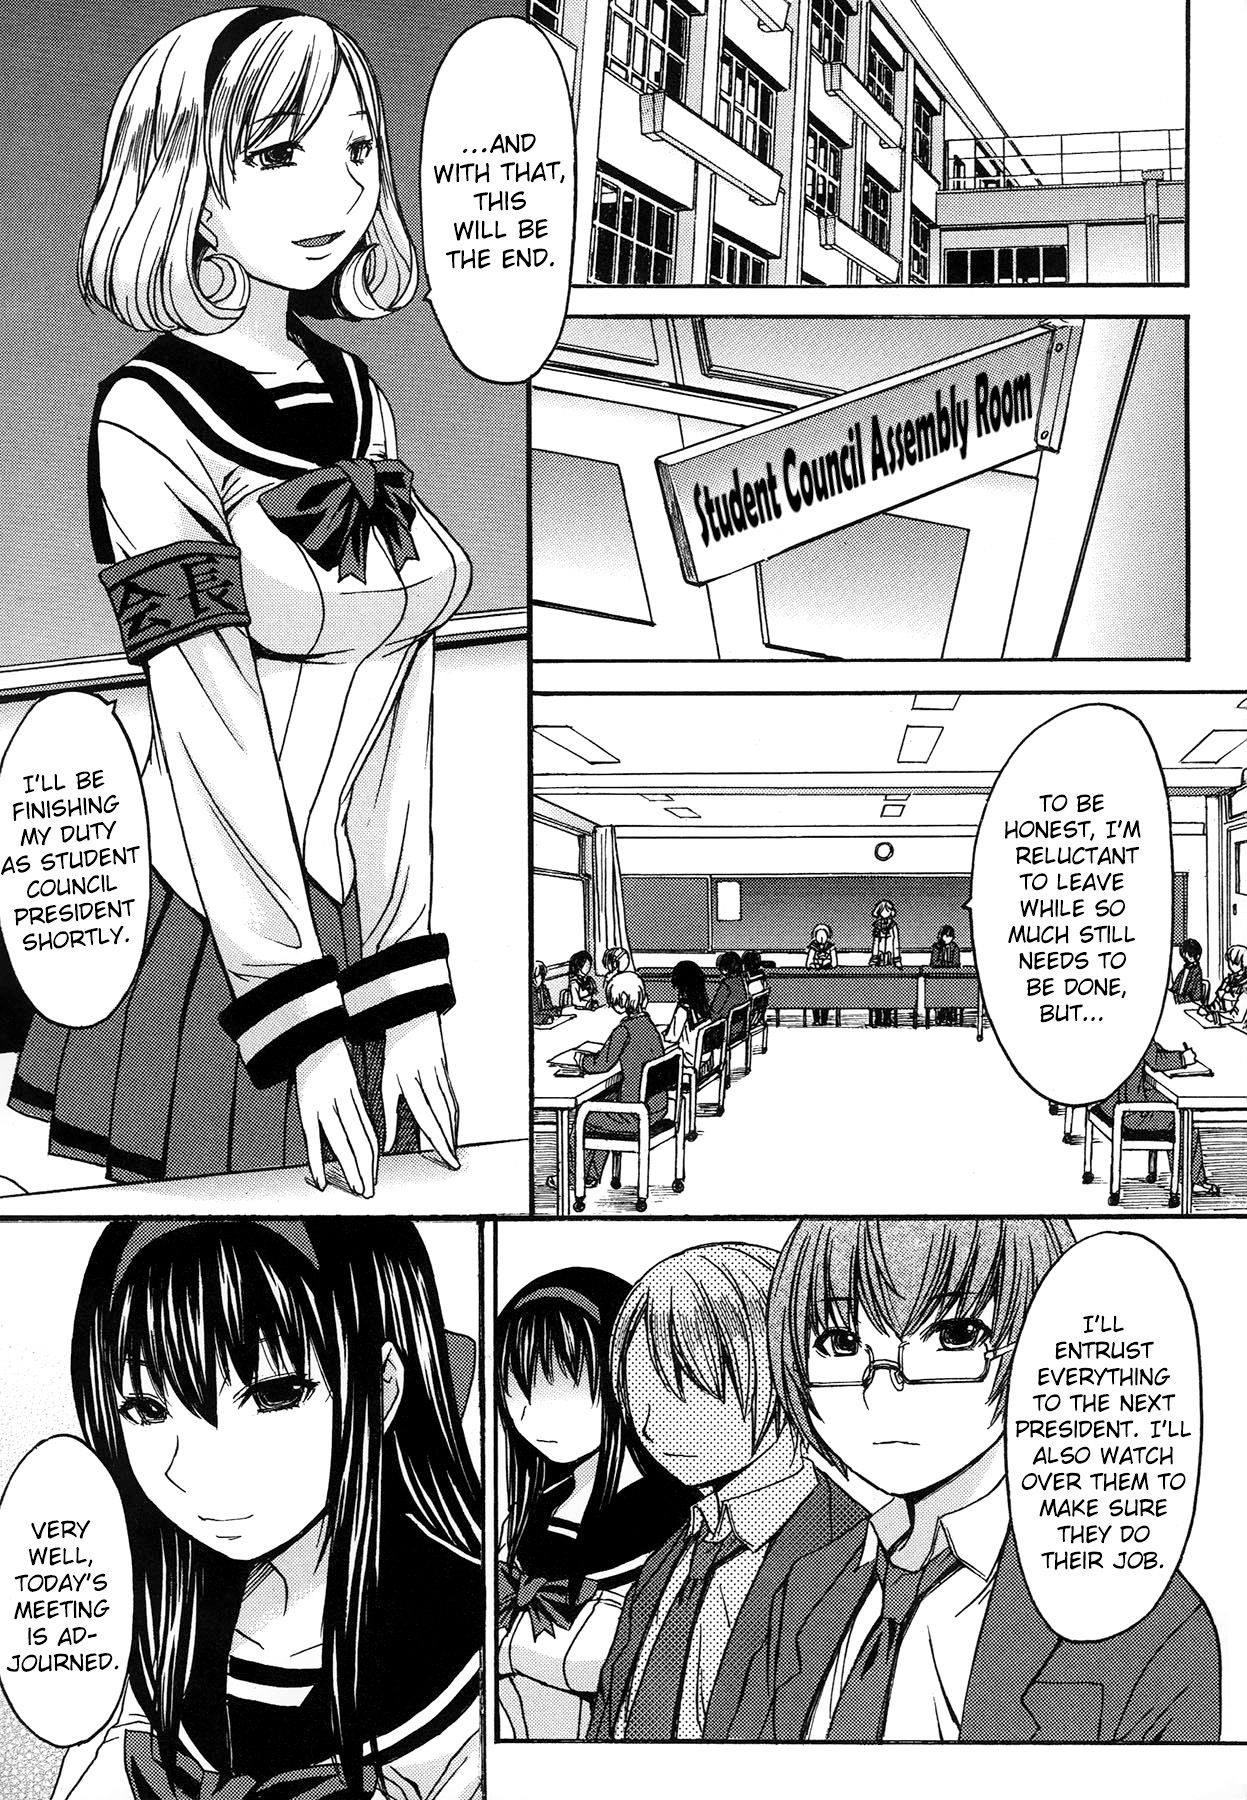 Student Council Assembly Room
...AND
WITH THAT,
THIS
WILL BE
THE END.
会長
I'LL BE
FINISHING
MY DUTY
AS STUDENT
COUNCIL
PRESIDENT
SHORTLY.
TO BE
HONEST, I'M
RELUCTANT
TO LEAVE
WHILE SO
MUCH STILL
NEEDS TO
BE DONE,
BUT...
I'LL
ENTRUST
EVERYTHING
TO THE NEXT
PRESIDENT. I'LL
ALSO WATCH
OVER THEM TO
MAKE SURE
THEY DO
THEIR JOB.
VERY
WELL,
TODAY'S
MEETING
IS AD-
JOURNED.